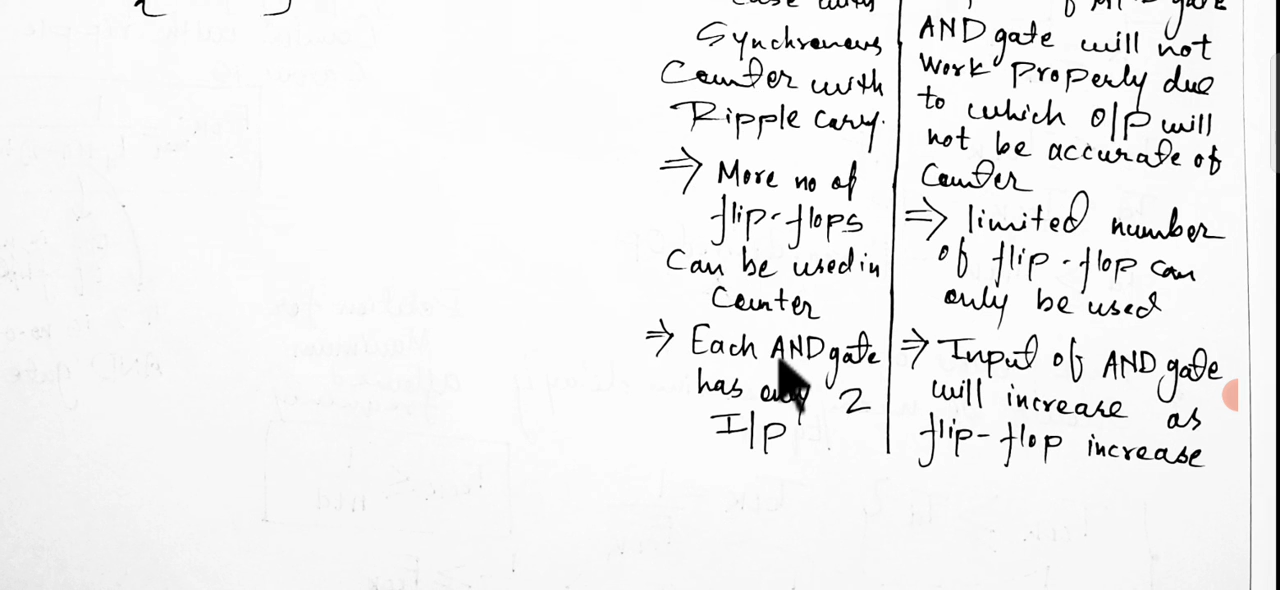 Synchronous
Counter with
Ripple carry.
⇒ More no of
flip-flops
Can be used in
Counter
⇒ Each AND gate
has only 2
I/P
AND gate will not
work properly due
to which O/P will
not be accurate of
Counter
⇒ limited number
of flip-flop can
only be used
⇒ Input of AND gate
will increase as
flip-flop increase